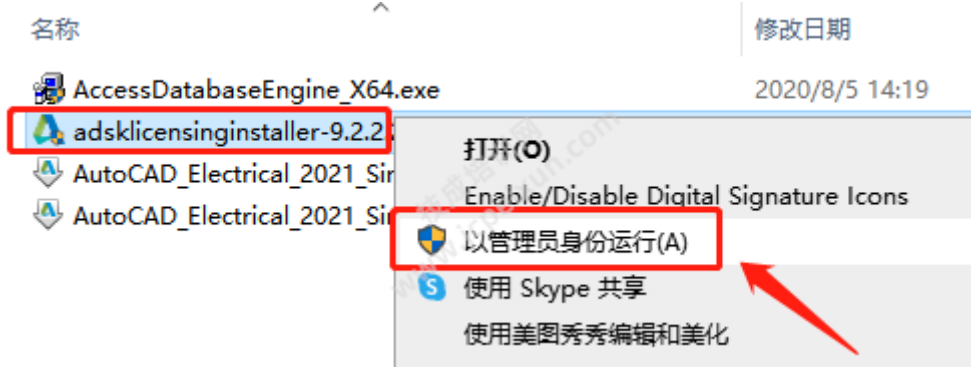 名称 修改日期
AccessDatabaseEngine_X64.exe 2020/8/5 14:19
adsklicensinginstaller-9.2.2
打开(O)
AutoCAD_Electrical_2021_Sin
Enable/Disable Digital Signature Icons
AutoCAD_Electrical_2021_Sin
以管理员身份运行(A)
使用 Skype 共享
使用美图秀秀编辑和美化